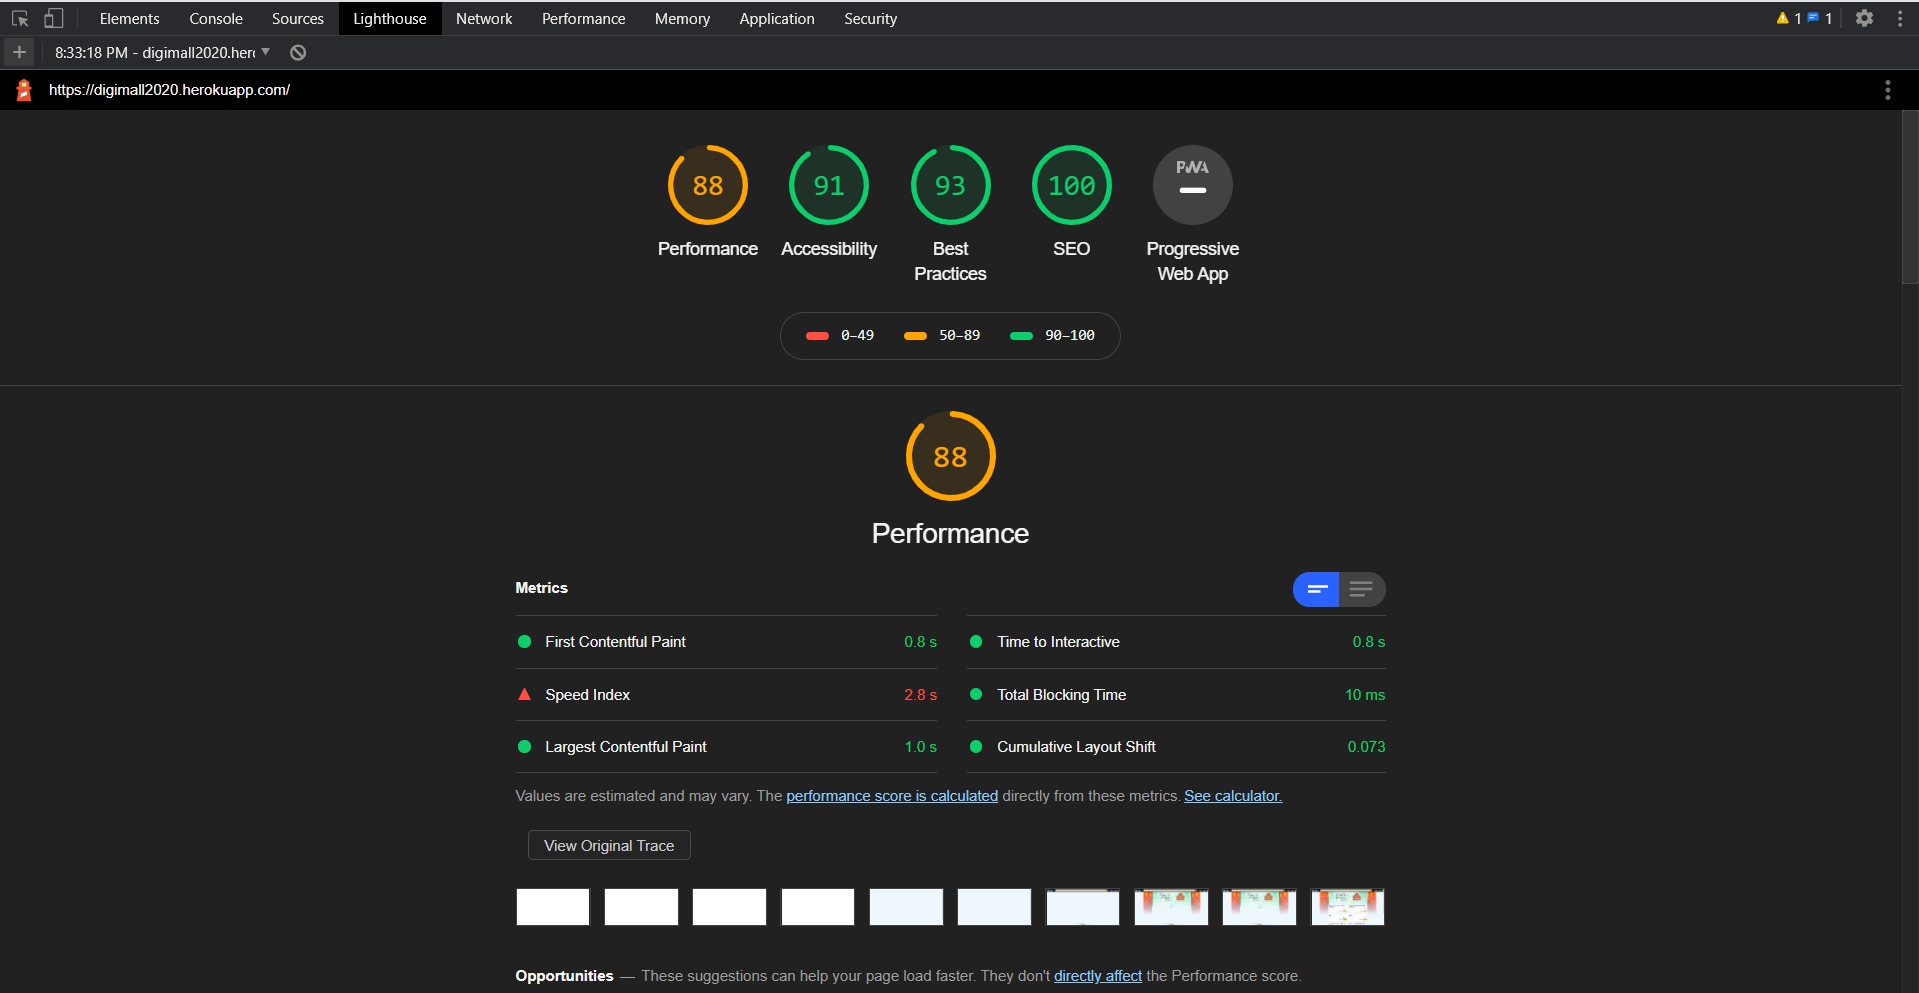 Elements Console Sources Lighthouse Network Performance Memory Application Security 1 1
8:33:18 PM - digimall2020.her
https://digimall2020.herokuapp.com/
88 91 93 100 PWA
Performance Accessibility Best Practices SEO Progressive Web App
0–49 50–89 90–100
88
Performance
Metrics
First Contentful Paint 0.8 s Time to Interactive 0.8 s
Speed Index 2.8 s Total Blocking Time 10 ms
Largest Contentful Paint 1.0 s Cumulative Layout Shift 0.073
Values are estimated and may vary. The performance score is calculated directly from these metrics. See calculator.
View Original Trace
Opportunities — These suggestions can help your page load faster. They don't directly affect the Performance score.